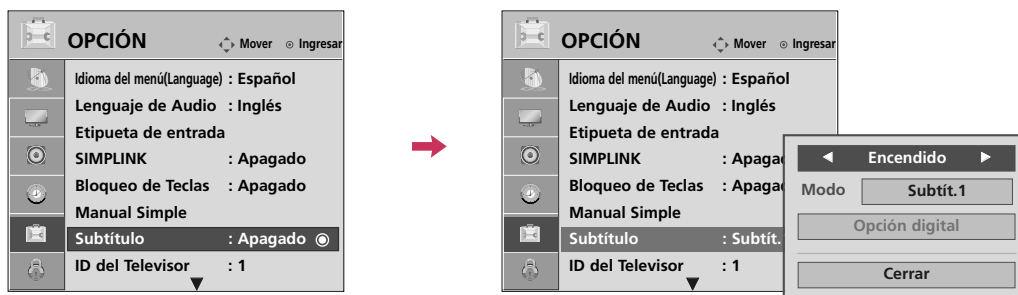 OPCIÓN Mover Ingresar
Idioma del menú(Language) : Español
Lenguaje de Audio : Inglés
Etipueta de entrada
SIMPLINK : Apagado
Bloqueo de Teclas : Apagado
Manual Simple
Subtítulo : Apagado
ID del Televisor : 1
OPCIÓN Mover Ingresar
Idioma del menú(Language) : Español
Lenguaje de Audio : Inglés
Etipueta de entrada
SIMPLINK : Apaga
Bloqueo de Teclas : Apaga
Manual Simple
Subtítulo : Subtít.
ID del Televisor : 1
Encendido
Modo Subtít.1
Opción digital
Cerrar